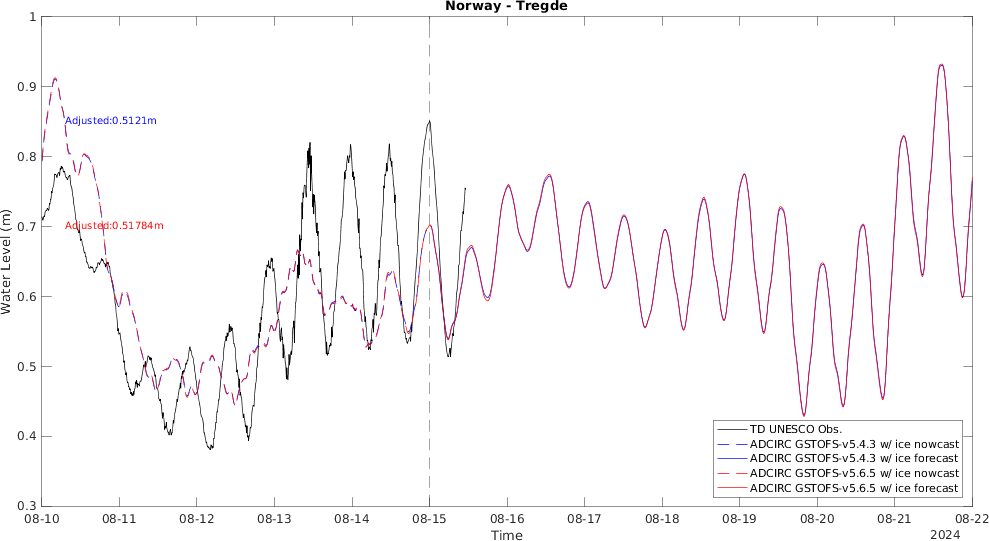 Norway - Tregde
1
0.9
0.8
0.7
0.6
0.5
0.4
0.3
Water Level (m)
Adjusted:0.5121m
Adjusted:0.51784m
TD UNESCO Obs.
ADCIRC GSTOFS-v5.4.3 w/ ice nowcast
ADCIRC GSTOFS-v5.4.3 w/ ice forecast
ADCIRC GSTOFS-v5.6.5 w/ ice nowcast
ADCIRC GSTOFS-v5.6.5 w/ ice forecast
08-10 08-11 08-12 08-13 08-14 08-15 08-16 08-17 08-18 08-19 08-20 08-21 08-22
Time
2024